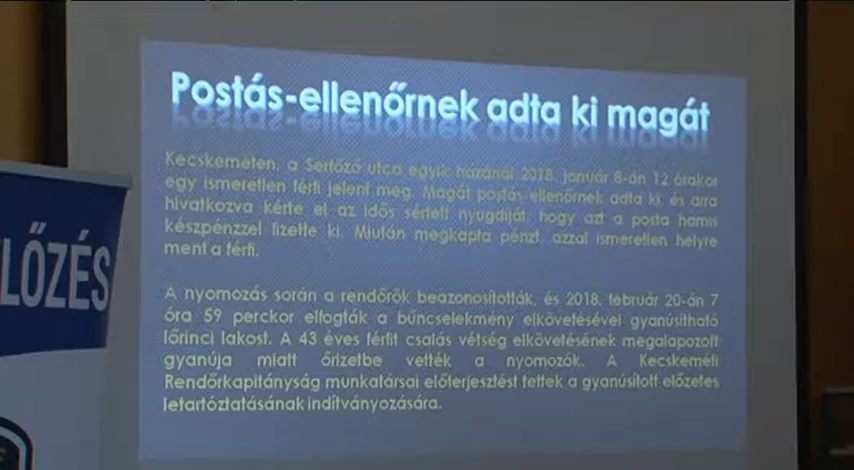 Postás-ellenőrnek adta ki magát
Kecskeméten, a Serfőző utca egyik házánál 2018. január 8-án 12 órakor
egy ismeretlen férfi jelent meg. Magát postás-ellenőrnek adta ki, és arra
hivatkozva kérte el az idős sértett nyugdíját, hogy azt a posta hamis
készpénzzel fizette ki. Miután megkapta pénzt, azzal ismeretlen helyre
ment a férfi.
A nyomozás során a rendőrök beazonosították, és 2018. február 20-án 7
óra 59 perckor elfogták a bűncselekmény elkövetésével gyanúsítható
lőrinci lakost. A 43 éves férfit csalás vétség elkövetésének megalapozott
gyanúja miatt őrizetbe vették a nyomozók. A Kecskeméti
Rendőrkapitányság munkatársai előterjesztést tettek a gyanúsított előzetes
letartóztatásának indítványozására.
LŐZÉS